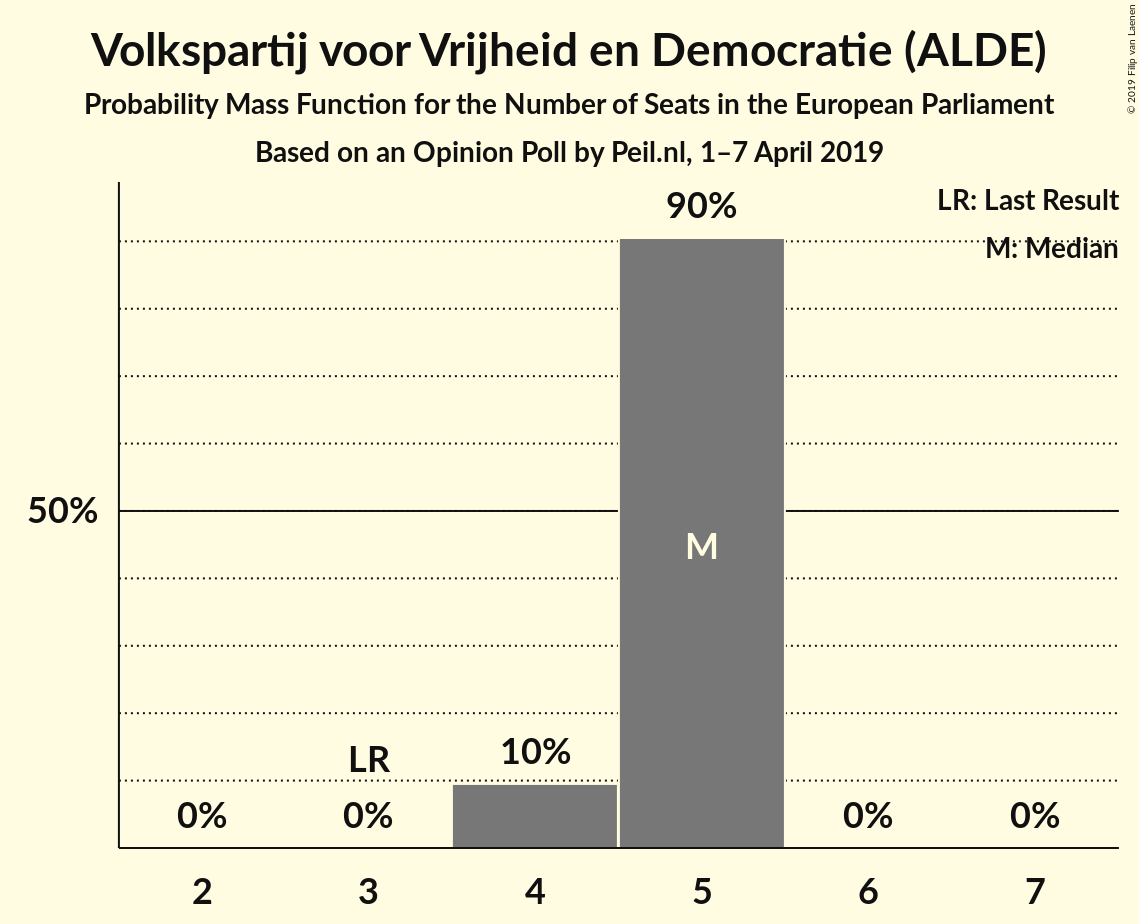 Volkspartij voor Vrijheid en Democratie (ALDE)
Probability Mass Function for the Number of Seats in the European Parliament
Based on an Opinion Poll by Peil.nl, 1–7 April 2019
© 2019 Filip van Laenen
LR: Last Result
M: Median
90%
50%
M
LR
10%
0%
0%
0%
0%
2
3
4
5
6
7